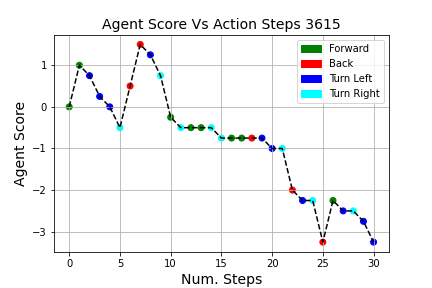 Agent Score Vs Action Steps 3615
Forward
Back
Turn Left
Turn Right
Agent Score
1
0
−1
−2
−3
0 5 10 15 20 25 30
Num. Steps